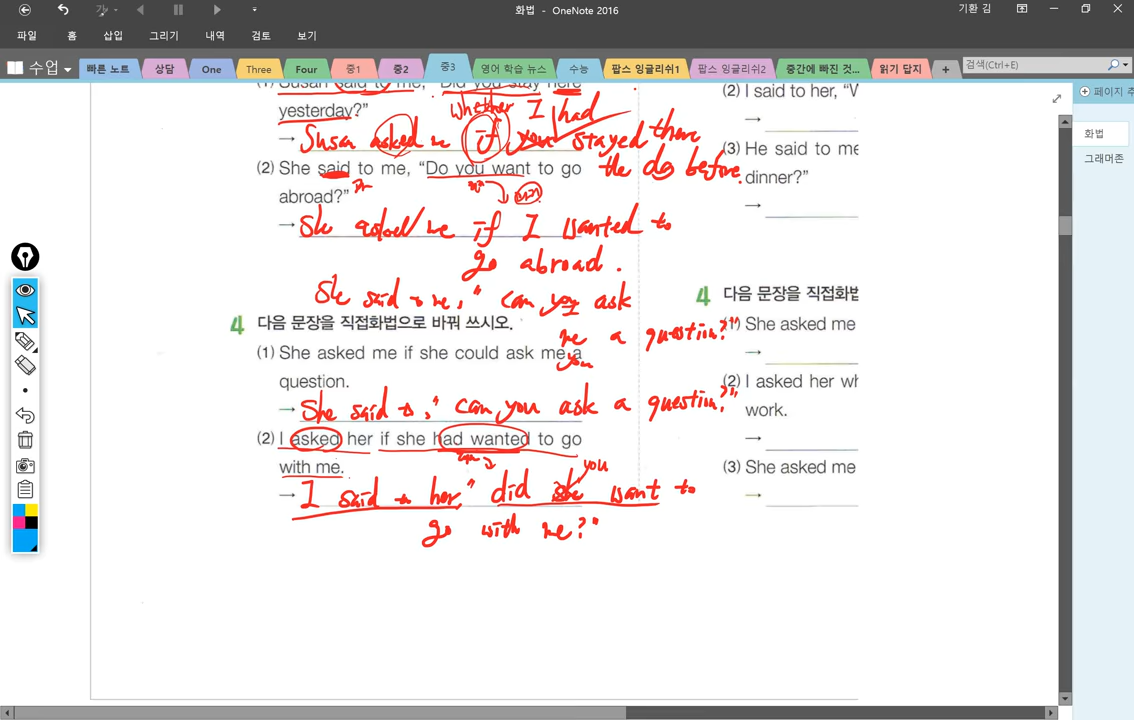 화법 - OneNote 2016
기환 김
파일 홈 삽입 그리기 내역 검토 보기
수업 빠른 노트 상담 One Three Four 중1 중2 중3 영어 학습 뉴스 수능 팝스 잉글리쉬1 팝스 잉글리쉬2 중간에 빠진 것... 읽기 답지 + 검색(Ctrl+E)
페이지 추
화법
그래머존
(1) Susan said to me, "Did you stay here
yesterday?"
whether I had
→ Susan asked me if you stayed there
the day before.
(2) She said to me, "Do you want to go
abroad?"
→ She asked me if I wanted to
go abroad.
She said to me, " can you ask
me a question?"
you
4 다음 문장을 직접화법으로 바꿔 쓰시오.
(1) She asked me if she could ask me a
question.
→ She said to, " can you ask a question?"
(2) I asked her if she had wanted to go
with me.
you
→ I said to her, " did she want to
go with me?"
(2) I said to her, "V
→
(3) He said to me
dinner?"
→
4 다음 문장을 직접화법
(1) She asked me
→
(2) I asked her wh
work.
→
(3) She asked me
→